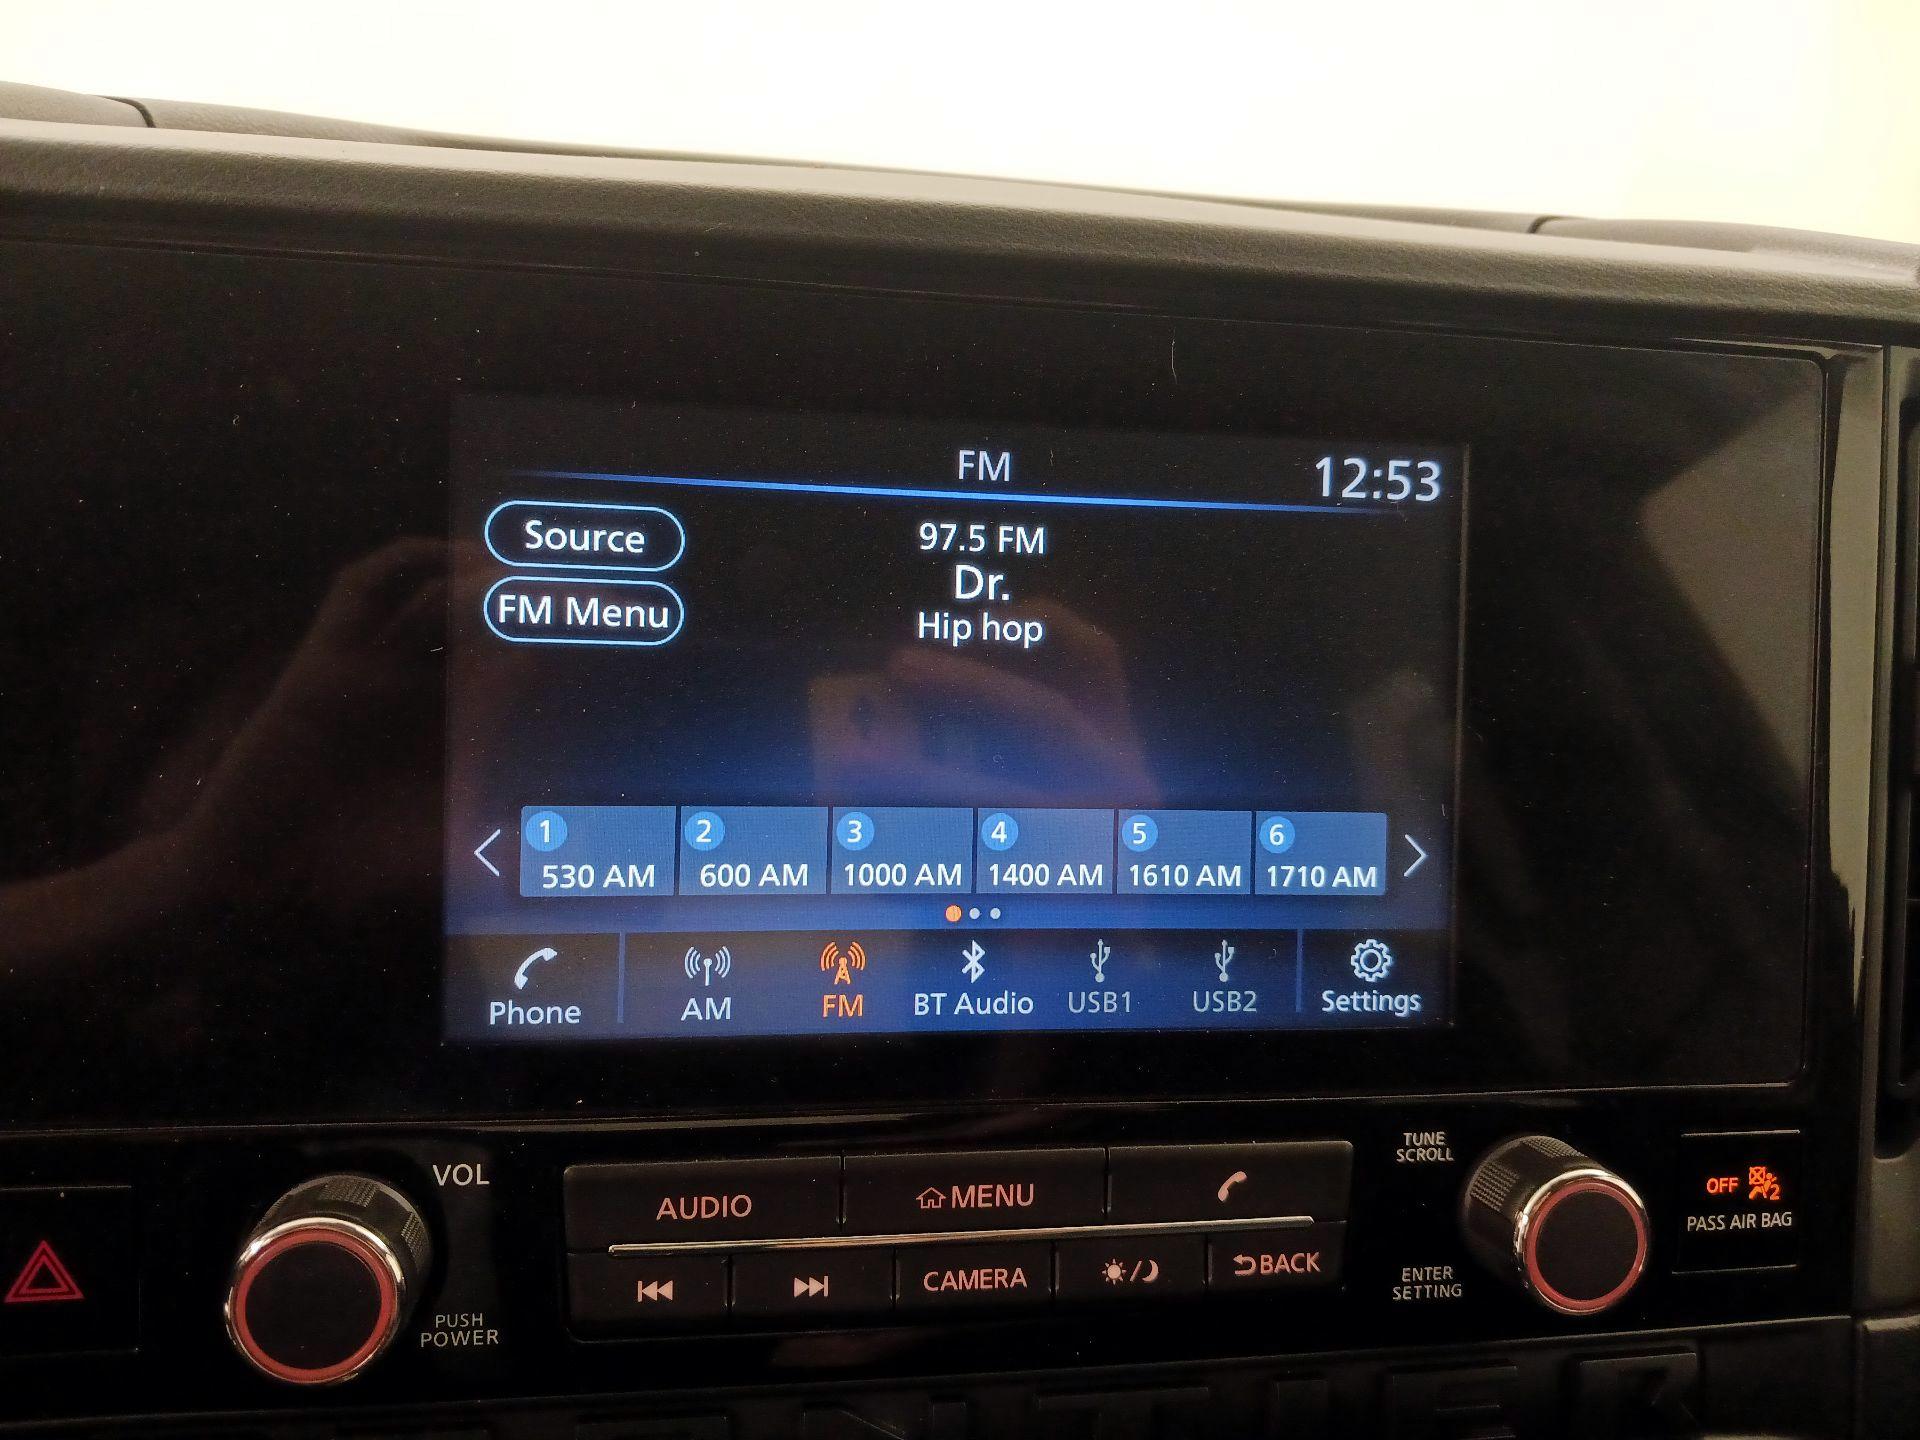 FM
12:53
Source
97.5 FM
Dr.
FM Menu
Hip hop
1
2
3
4
5
6
530 AM
600 AM
1000 AM
1400 AM
1610 AM
1710 AM
Phone
AM
FM
BT Audio
USB1
USB2
Settings
VOL
PUSH
POWER
AUDIO
MENU
CAMERA
BACK
TUNE
SCROLL
ENTER
SETTING
OFF
2
PASS AIR BAG